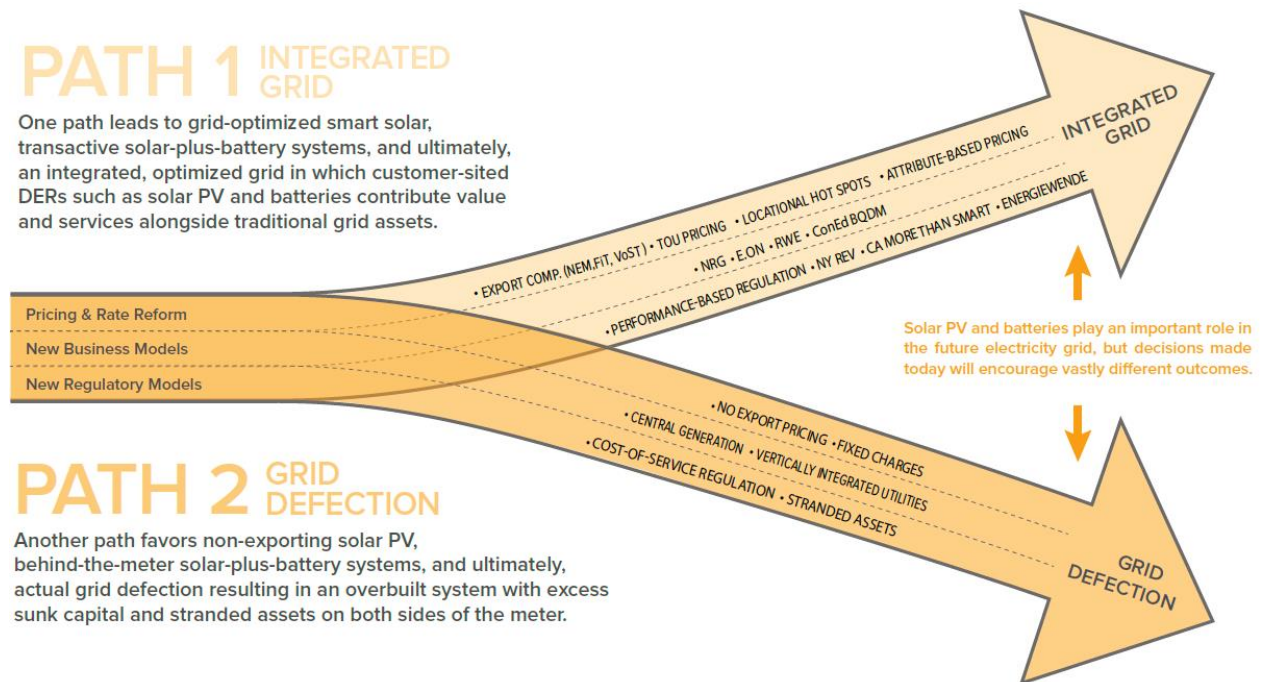 PATH 1 INTEGRATED
GRID
One path leads to grid-optimized smart solar,
transactive solar-plus-battery systems, and ultimately,
an integrated, optimized grid in which customer-sited
DERs such as solar PV and batteries contribute value
and services alongside traditional grid assets.
Pricing & Rate Reform
New Business Models
New Regulatory Models
• EXPORT COMP. (NEM.FiT, VoST) • TOU PRICING • LOCATIONAL HOT SPOTS • ATTRIBUTE-BASED PRICING
• NRG • E.ON • RWE • ConEd BQDM
• PERFORMANCE-BASED REGULATION • NY REV • CA MORE THAN SMART • ENERGIEWENDE
INTEGRATED
GRID
Solar PV and batteries play an important role in
the future electricity grid, but decisions made
today will encourage vastly different outcomes.
• NO EXPORT PRICING • FIXED CHARGES
• CENTRAL GENERATION • VERTICALLY INTEGRATED UTILITIES
• COST-OF-SERVICE REGULATION • STRANDED ASSETS
GRID
DEFECTION
PATH 2 GRID
DEFECTION
Another path favors non-exporting solar PV,
behind-the-meter solar-plus-battery systems, and ultimately,
actual grid defection resulting in an overbuilt system with excess
sunk capital and stranded assets on both sides of the meter.